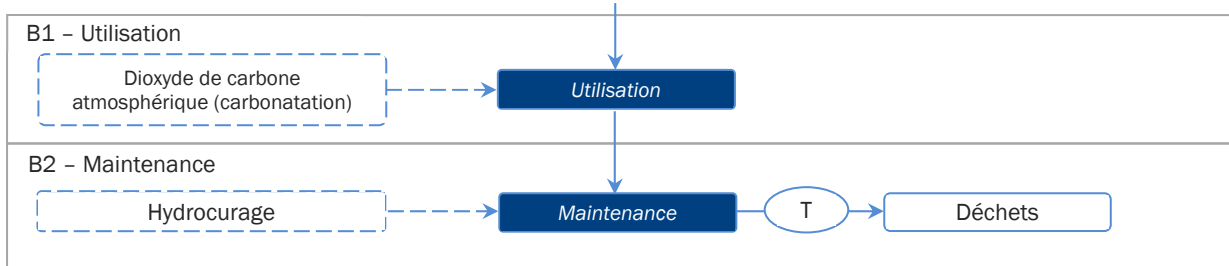 B1 – Utilisation
Dioxyde de carbone
atmosphérique (carbonatation)
Utilisation
B2 – Maintenance
Hydrocurage
Maintenance
T
Déchets